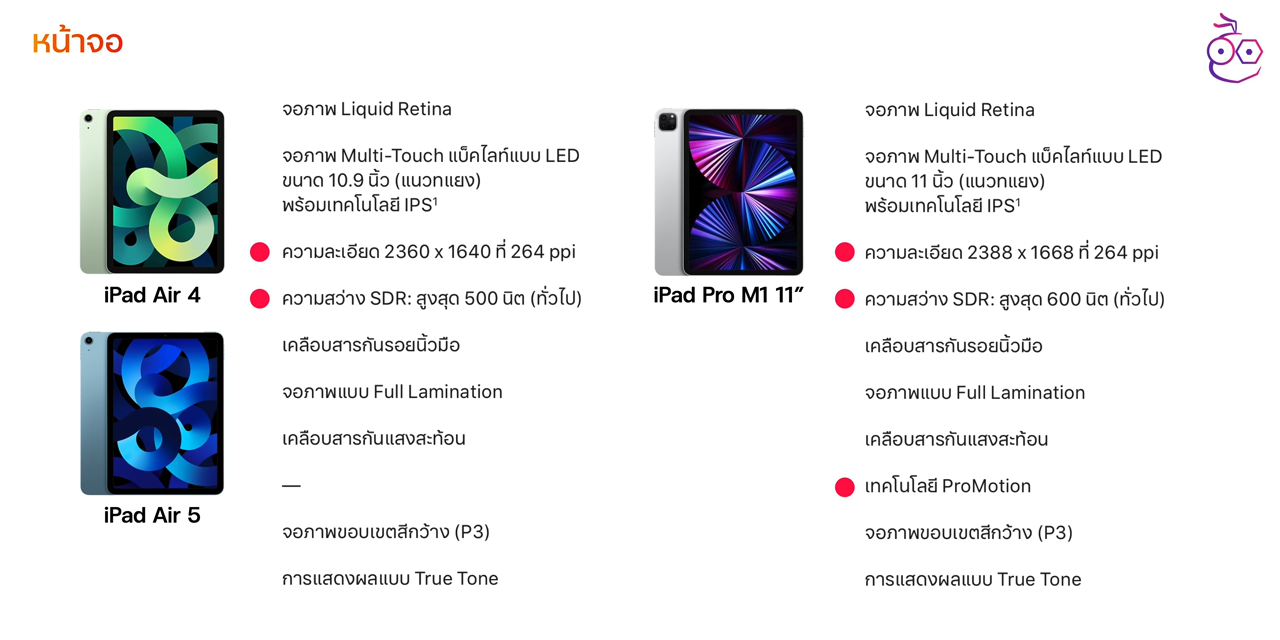 หน้าจอ
จอภาพ Liquid Retina
จอภาพ Multi-Touch แบ็คไลท์แบบ LED
ขนาด 10.9 นิ้ว (แนวทแยง)
พร้อมเทคโนโลยี IPS¹
ความละเอียด 2360 x 1640 ที่ 264 ppi
ความสว่าง SDR: สูงสุด 500 นิต (ทั่วไป)
เคลือบสารกันรอยนิ้วมือ
จอภาพแบบ Full Lamination
เคลือบสารกันแสงสะท้อน
—
จอภาพขอบเขตสีกว้าง (P3)
การแสดงผลแบบ True Tone
iPad Air 4
iPad Air 5
จอภาพ Liquid Retina
จอภาพ Multi-Touch แบ็คไลท์แบบ LED
ขนาด 11 นิ้ว (แนวทแยง)
พร้อมเทคโนโลยี IPS¹
ความละเอียด 2388 x 1668 ที่ 264 ppi
ความสว่าง SDR: สูงสุด 600 นิต (ทั่วไป)
เคลือบสารกันรอยนิ้วมือ
จอภาพแบบ Full Lamination
เคลือบสารกันแสงสะท้อน
เทคโนโลยี ProMotion
จอภาพขอบเขตสีกว้าง (P3)
การแสดงผลแบบ True Tone
iPad Pro M1 11″